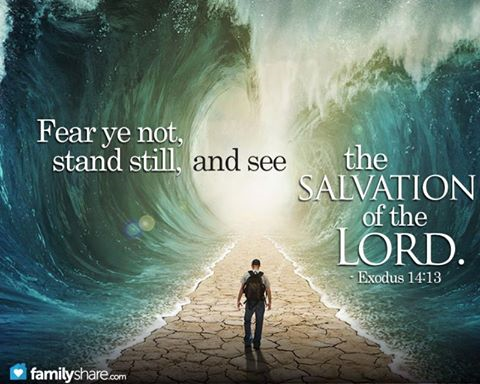 Fear ye not,
stand still, and see
the
SALVATION
of the
LORD.
- Exodus 14:13
familyshare.com